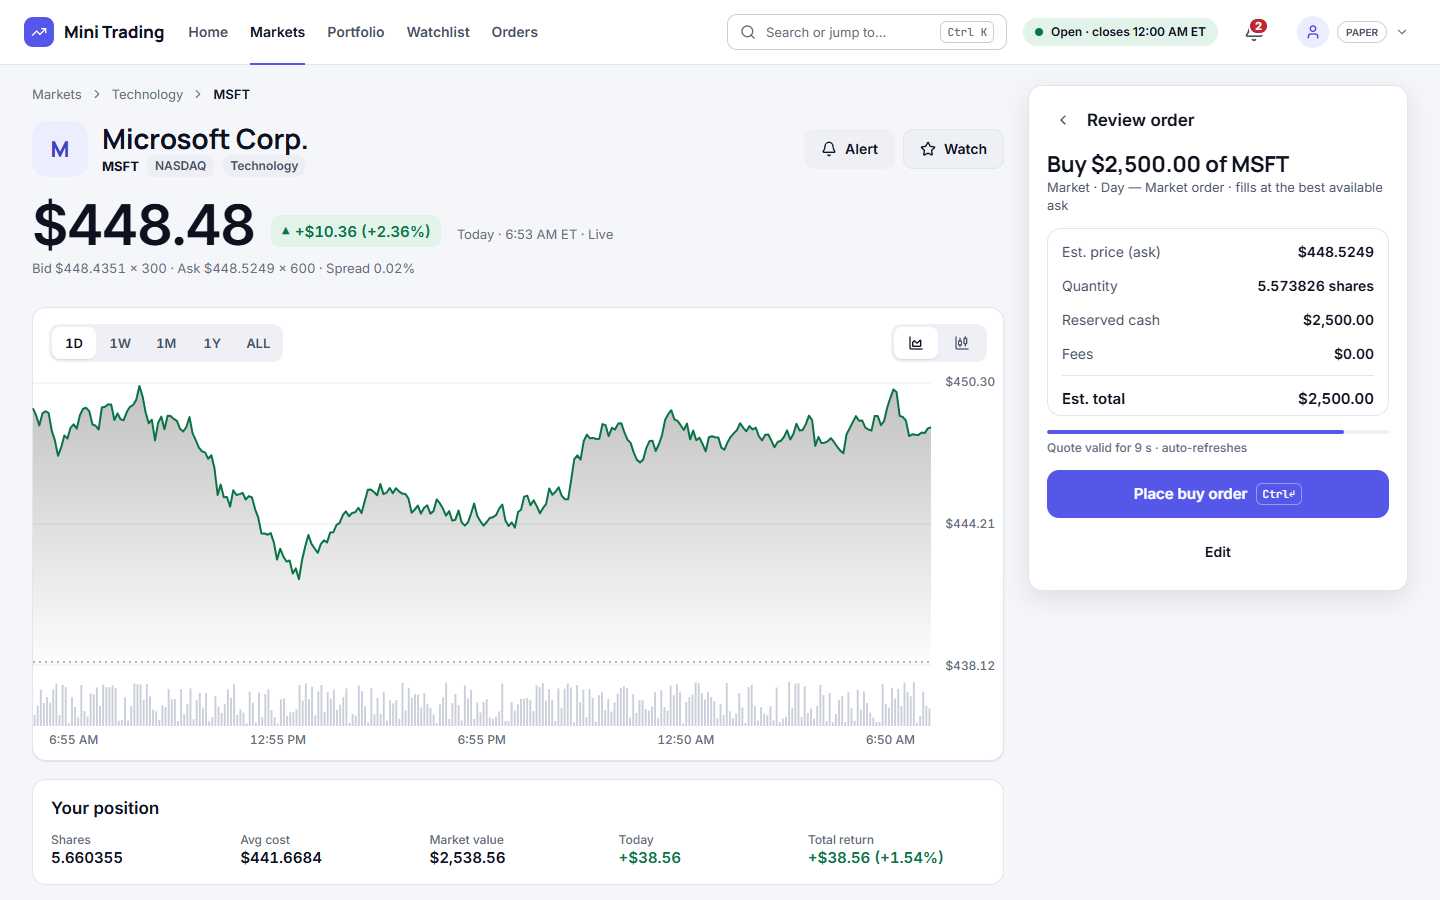 Mini Trading
Home
Markets
Portfolio
Watchlist
Orders
Search or jump to...
Ctrl K
Open · closes 12:00 AM ET
2
PAPER
Markets > Technology > MSFT
M
Microsoft Corp.
MSFT NASDAQ Technology
Alert
Watch
$448.48
▲ +$10.36 (+2.36%)
Today · 6:53 AM ET · Live
Bid $448.4351 × 300 · Ask $448.5249 × 600 · Spread 0.02%
1D 1W 1M 1Y ALL
$450.30
$444.21
$438.12
6:55 AM 12:55 PM 6:55 PM 12:50 AM 6:50 AM
Your position
Shares
5.660355
Avg cost
$441.6684
Market value
$2,538.56
Today
+$38.56
Total return
+$38.56 (+1.54%)
Review order
Buy $2,500.00 of MSFT
Market · Day — Market order · fills at the best available
ask
Est. price (ask) $448.5249
Quantity 5.573826 shares
Reserved cash $2,500.00
Fees $0.00
Est. total $2,500.00
Quote valid for 9 s · auto-refreshes
Place buy order Ctrl↵
Edit